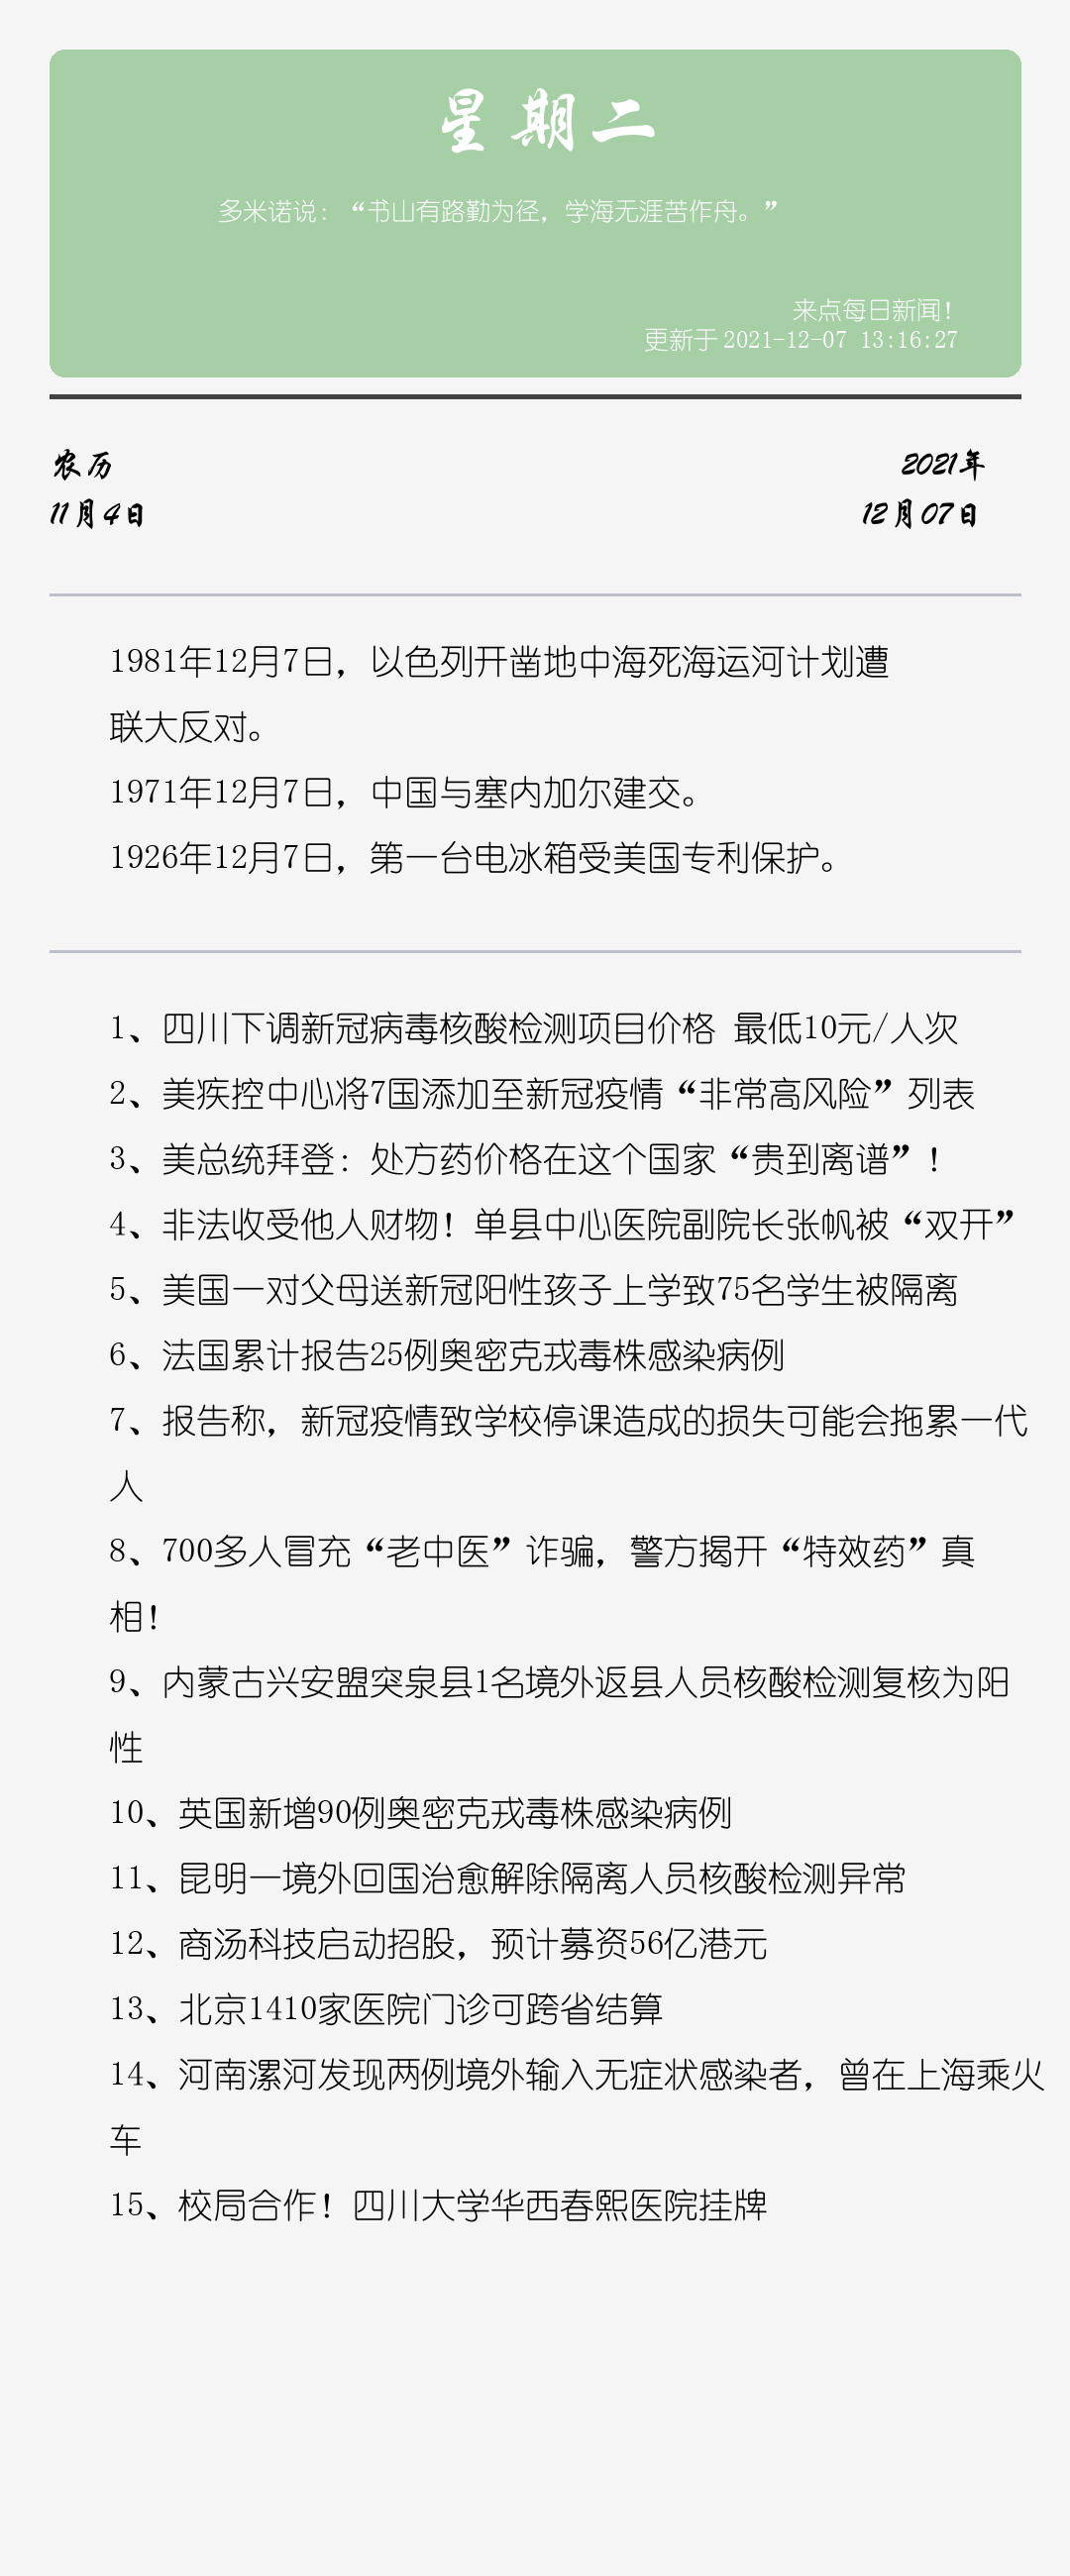 星期二
多米诺说：“书山有路勤为径，学海无涯苦作舟。”
来点每日新闻！
更新于 2021-12-07 13:16:27
农历
2021年
11月4日
12月07日
1981年12月7日，以色列开凿地中海死海运河计划遭
联大反对。
1971年12月7日，中国与塞内加尔建交。
1926年12月7日，第一台电冰箱受美国专利保护。
1、四川下调新冠病毒核酸检测项目价格 最低10元/人次
2、美疾控中心将7国添加至新冠疫情“非常高风险”列表
3、美总统拜登：处方药价格在这个国家“贵到离谱”！
4、非法收受他人财物！单县中心医院副院长张帆被“双开”
5、美国一对父母送新冠阳性孩子上学致75名学生被隔离
6、法国累计报告25例奥密克戎毒株感染病例
7、报告称，新冠疫情致学校停课造成的损失可能会拖累一代
人
8、700多人冒充“老中医”诈骗，警方揭开“特效药”真
相！
9、内蒙古兴安盟突泉县1名境外返县人员核酸检测复核为阳
性
10、英国新增90例奥密克戎毒株感染病例
11、昆明一境外回国治愈解除隔离人员核酸检测异常
12、商汤科技启动招股，预计募资56亿港元
13、北京1410家医院门诊可跨省结算
14、河南漯河发现两例境外输入无症状感染者，曾在上海乘火
车
15、校局合作！四川大学华西春熙医院挂牌